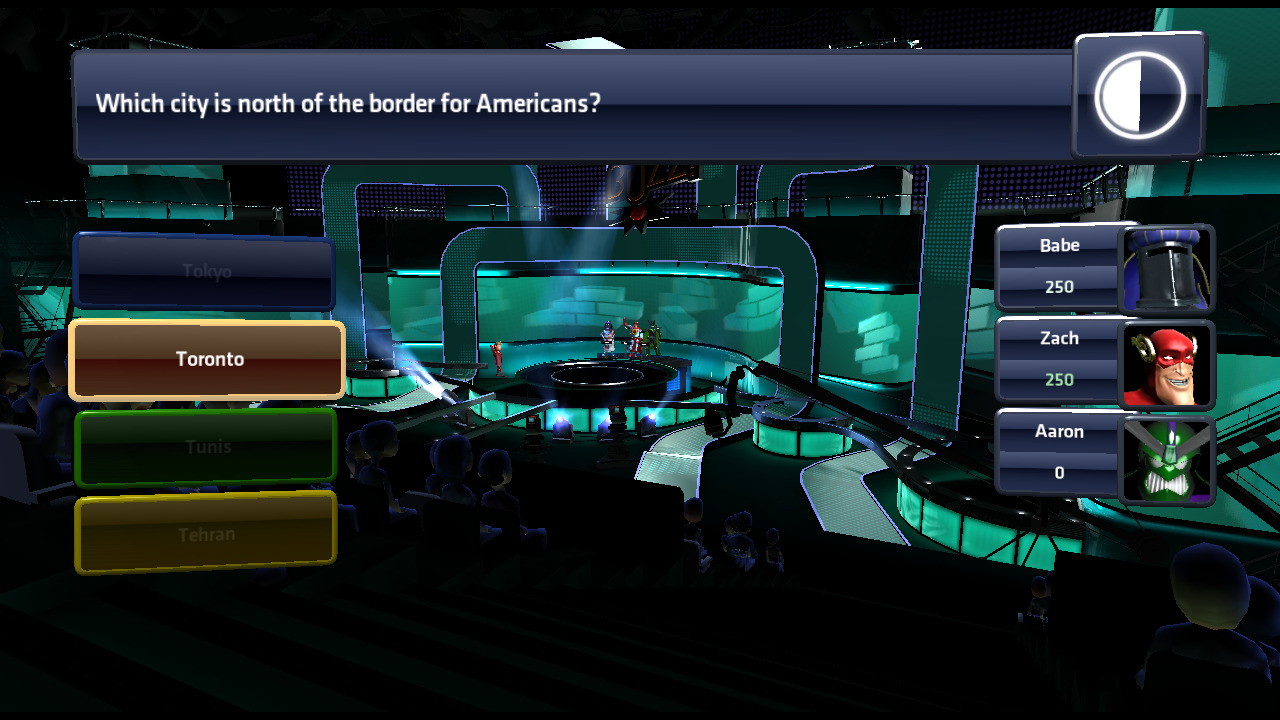 Which city is north of the border for Americans?
Tokyo
Toronto
Tunis
Tehran
Babe
250
Zach
250
Aaron
0